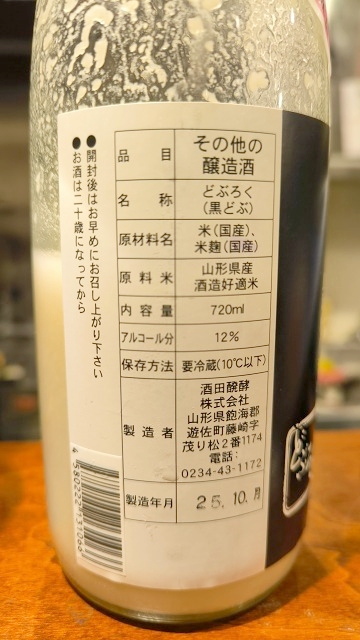 ●開封後はお早めにお召し上がり下さい
●お酒は二十歳になってから
品目 その他の
醸造酒
名称 どぶろく
(黒どぶ)
原材料名 米(国産)、
米麹(国産)
原料米 山形県産
酒造好適米
内容量 720ml
アルコール分 12%
保存方法 要冷蔵(10℃以下)
製造者 酒田醗酵
株式会社
山形県飽海郡
遊佐町藤崎字
茂り松2番1174
電話:
0234-43-1172
製造年月 25.10.月